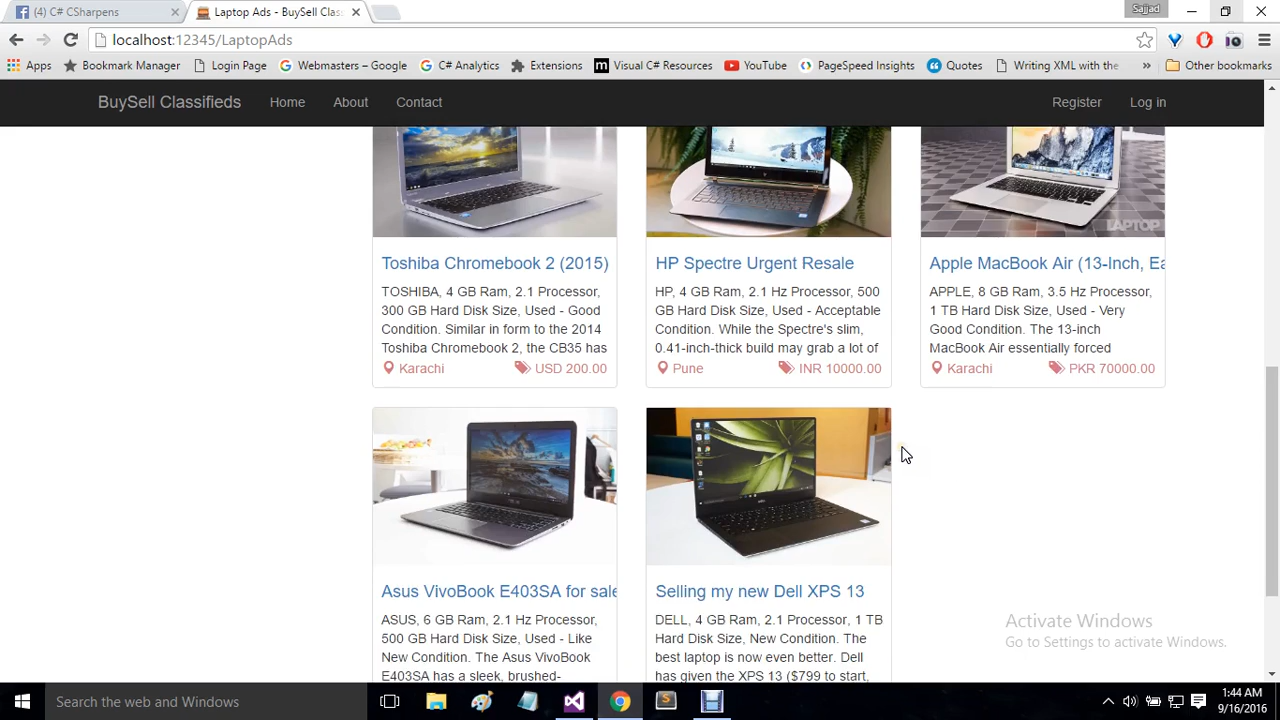 (4) C# CSharpens
Laptop Ads - BuySell Clas
Sajjad
localhost:12345/LaptopAds
Apps
Bookmark Manager
Login Page
Webmasters – Google
C# Analytics
Extensions
Visual C# Resources
YouTube
PageSpeed Insights
Quotes
Writing XML with the
»
Other bookmarks
BuySell Classifieds
Home
About
Contact
Register
Log in
LAPTOP
Toshiba Chromebook 2 (2015)
TOSHIBA, 4 GB Ram, 2.1 Processor,
300 GB Hard Disk Size, Used - Good
Condition. Similar in form to the 2014
Toshiba Chromebook 2, the CB35 has
Karachi
USD 200.00
HP Spectre Urgent Resale
HP, 4 GB Ram, 2.1 Hz Processor, 500
GB Hard Disk Size, Used - Acceptable
Condition. While the Spectre's slim,
0.41-inch-thick build may grab a lot of
Pune
INR 10000.00
Apple MacBook Air (13-Inch, Ea
APPLE, 8 GB Ram, 3.5 Hz Processor,
1 TB Hard Disk Size, Used - Very
Good Condition. The 13-inch
MacBook Air essentially forced
Karachi
PKR 70000.00
Asus VivoBook E403SA for sale
ASUS, 6 GB Ram, 2.1 Hz Processor,
500 GB Hard Disk Size, Used - Like
New Condition. The Asus VivoBook
E403SA has a sleek, brushed-
Selling my new Dell XPS 13
DELL, 4 GB Ram, 2.1 Processor, 1 TB
Hard Disk Size, New Condition. The
best laptop is now even better. Dell
has given the XPS 13 ($799 to start,
Activate Windows
Go to Settings to activate Windows.
Search the web and Windows
1:44 AM
9/16/2016